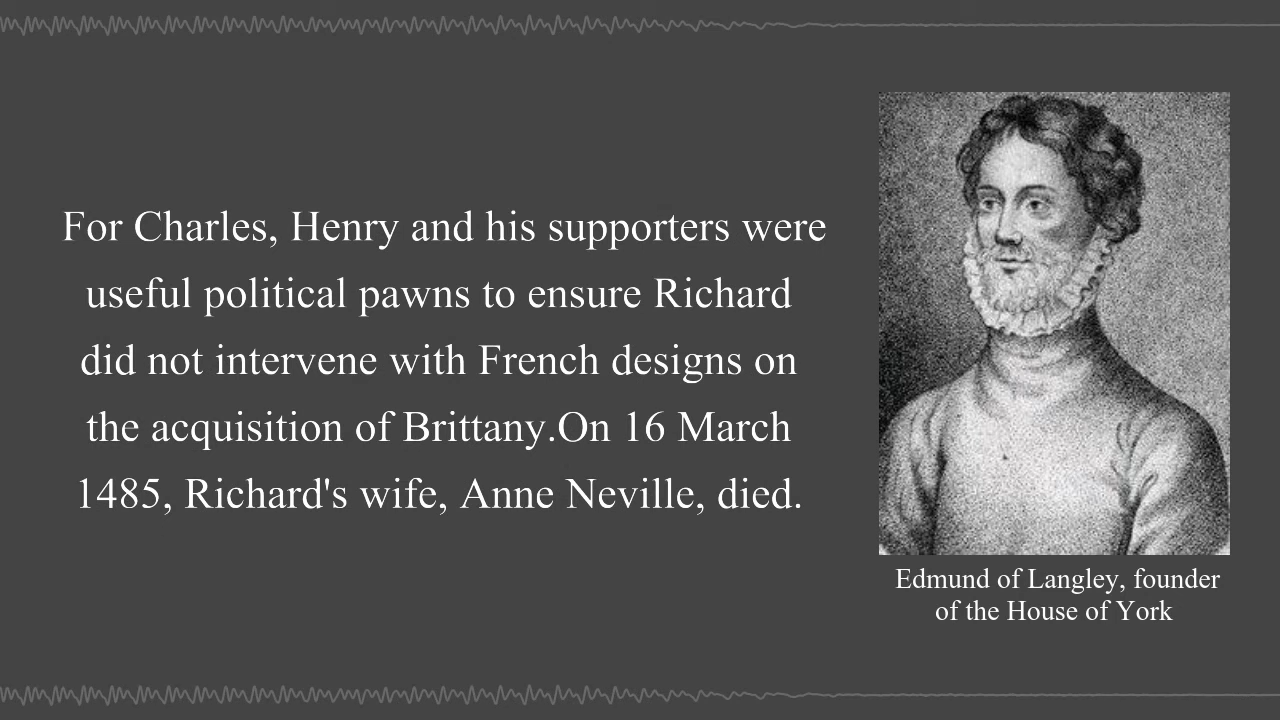 For Charles, Henry and his supporters were
useful political pawns to ensure Richard
did not intervene with French designs on
the acquisition of Brittany.On 16 March
1485, Richard's wife, Anne Neville, died.
Edmund of Langley, founder
of the House of York